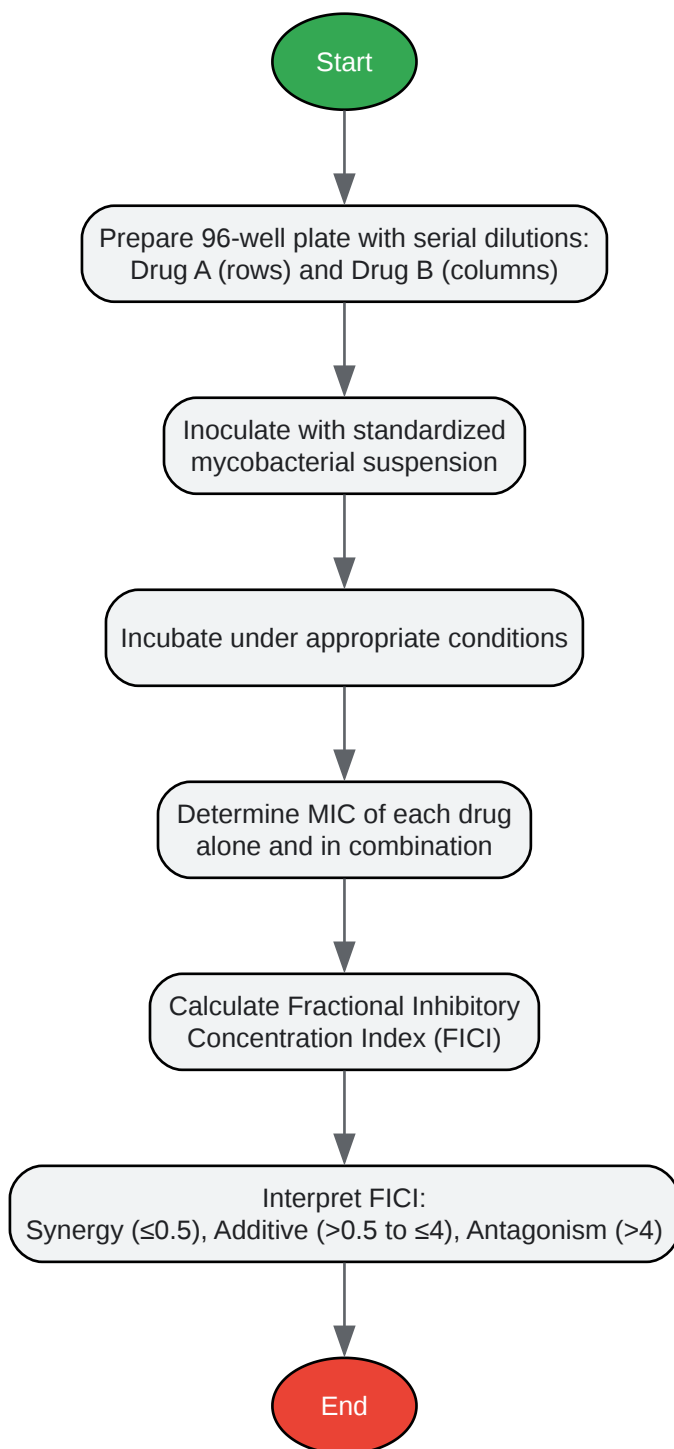 Start
Prepare 96-well plate with serial dilutions:
Drug A (rows) and Drug B (columns)
Inoculate with standardized
mycobacterial suspension
Incubate under appropriate conditions
Determine MIC of each drug
alone and in combination
Calculate Fractional Inhibitory
Concentration Index (FICI)
Interpret FICI:
Synergy (≤0.5), Additive (>0.5 to ≤4), Antagonism (>4)
End